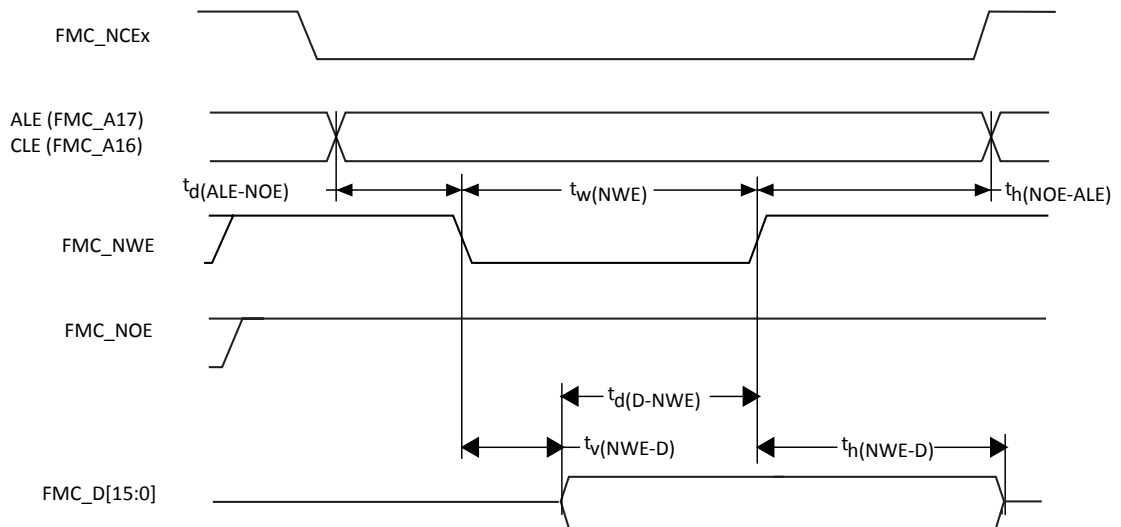 FMC_NCEx
ALE (FMC_A17)
CLE (FMC_A16)
td(ALE-NOE)
tw(NWE)
th(NOE-ALE)
FMC_NWE
FMC_NOE
td(D-NWE)
tv(NWE-D)
th(NWE-D)
FMC_D[15:0]